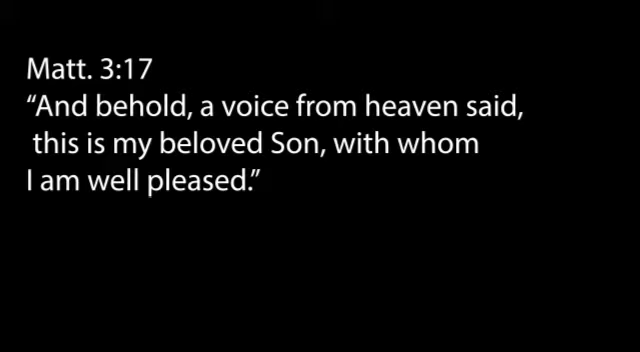 Matt. 3:17
“And behold, a voice from heaven said,
this is my beloved Son, with whom
I am well pleased.”